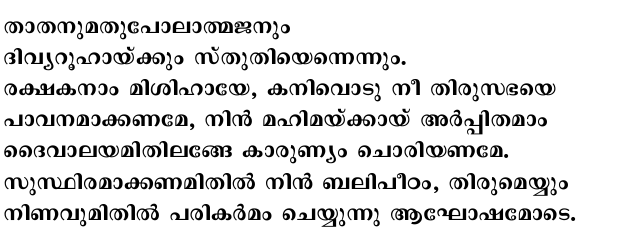 താതനുമതുപോലാത്മജനും
ദിവ്യറൂഹായ്ക്കും സ്തുതിയെന്നെന്നും.
രക്ഷകനാം മിശിഹായേ, കനിവൊടു നീ തിരുസഭയെ
പാവനമാക്കണമേ, നിൻ മഹിമയ്ക്കായ് അർപ്പിതമാം
ദൈവാലയമിതിലങ്ങേ കാരുണ്യം ചൊരിയണമേ.
സുസ്ഥിരമാക്കണമിതിൽ നിൻ ബലിപീഠം, തിരുമെയ്യും
നിണവുമിതിൽ പരികർമം ചെയ്യുന്നു ആഘോഷമോടെ.